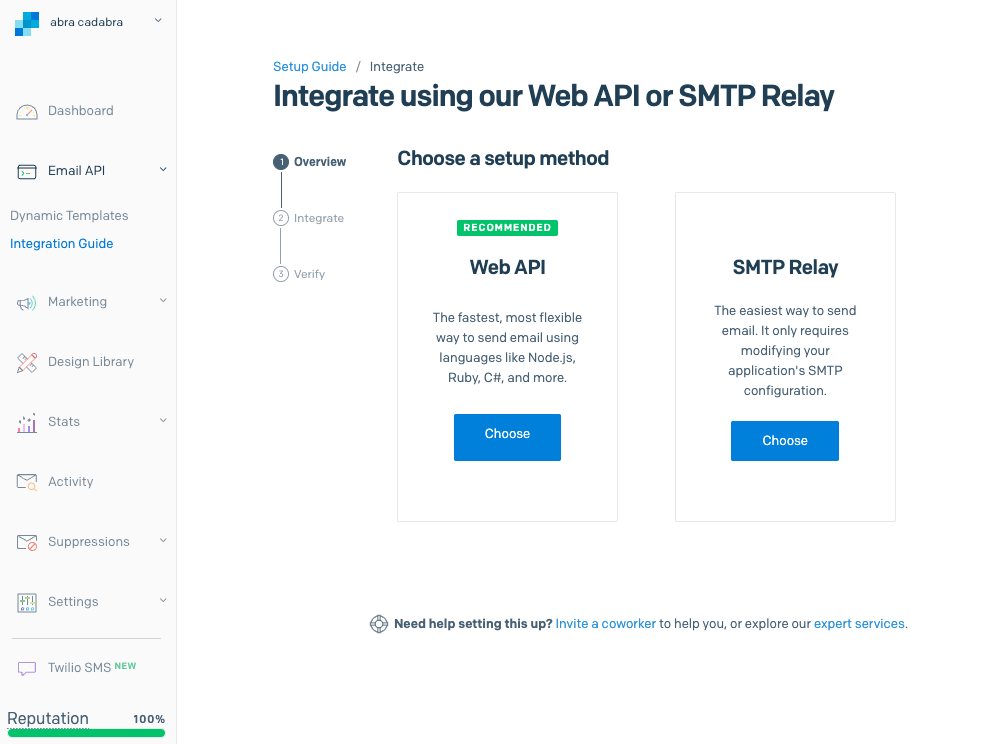 abra cadabra
Dashboard
Email API
Dynamic Templates
Integration Guide
Marketing
Design Library
Stats
Activity
Suppressions
Settings
Twilio SMS NEW
Reputation 100%
Setup Guide / Integrate
Integrate using our Web API or SMTP Relay
1 Overview
2 Integrate
3 Verify
Choose a setup method
RECOMMENDED
Web API
The fastest, most flexible
way to send email using
languages like Node.js,
Ruby, C#, and more.
Choose
SMTP Relay
The easiest way to send
email. It only requires
modifying your
application's SMTP
configuration.
Choose
Need help setting this up? Invite a coworker to help you, or explore our expert services.